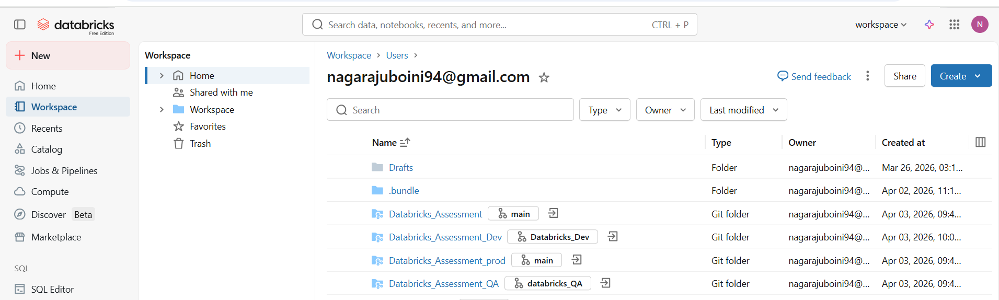 databricks
Free Edition
Search data, notebooks, recents, and more... CTRL + P
workspace
N
New
Home
Workspace
Recents
Catalog
Jobs & Pipelines
Compute
Discover Beta
Marketplace
SQL
SQL Editor
Workspace
Home
Shared with me
Workspace
Favorites
Trash
Workspace > Users >
nagarajuboini94@gmail.com
Send feedback
Share
Create
Search
Type
Owner
Last modified
Name Type Owner Created at
Drafts Folder nagarajuboini94@... Mar 26, 2026, 03:1...
.bundle Folder nagarajuboini94@... Apr 02, 2026, 11:1...
Databricks_Assessment main Git folder nagarajuboini94@... Apr 03, 2026, 09:4...
Databricks_Assessment_Dev Databricks_Dev Git folder nagarajuboini94@... Apr 03, 2026, 10:0...
Databricks_Assessment_prod main Git folder nagarajuboini94@... Apr 03, 2026, 09:4...
Databricks_Assessment_QA databricks_QA Git folder nagarajuboini94@... Apr 03, 2026, 09:4...